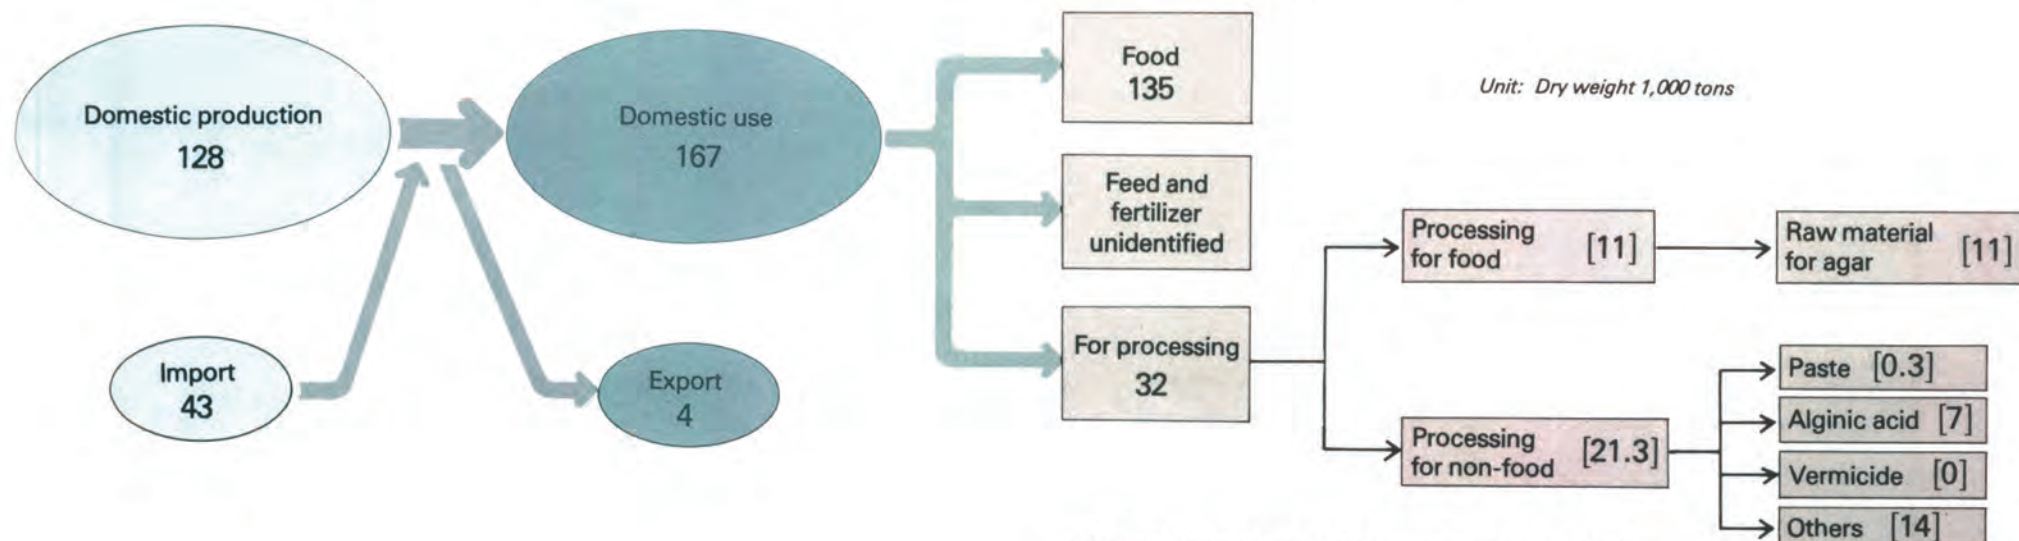 Domestic production
128
Import
43
Domestic use
167
Export
4
Food
135
Feed and
fertilizer
unidentified
For processing
32
Unit: Dry weight 1,000 tons
Processing
for food [11]
Raw material
for agar [11]
Processing
for non-food [21.3]
Paste [0.3]
Alginic acid [7]
Vermicide [0]
Others [14]